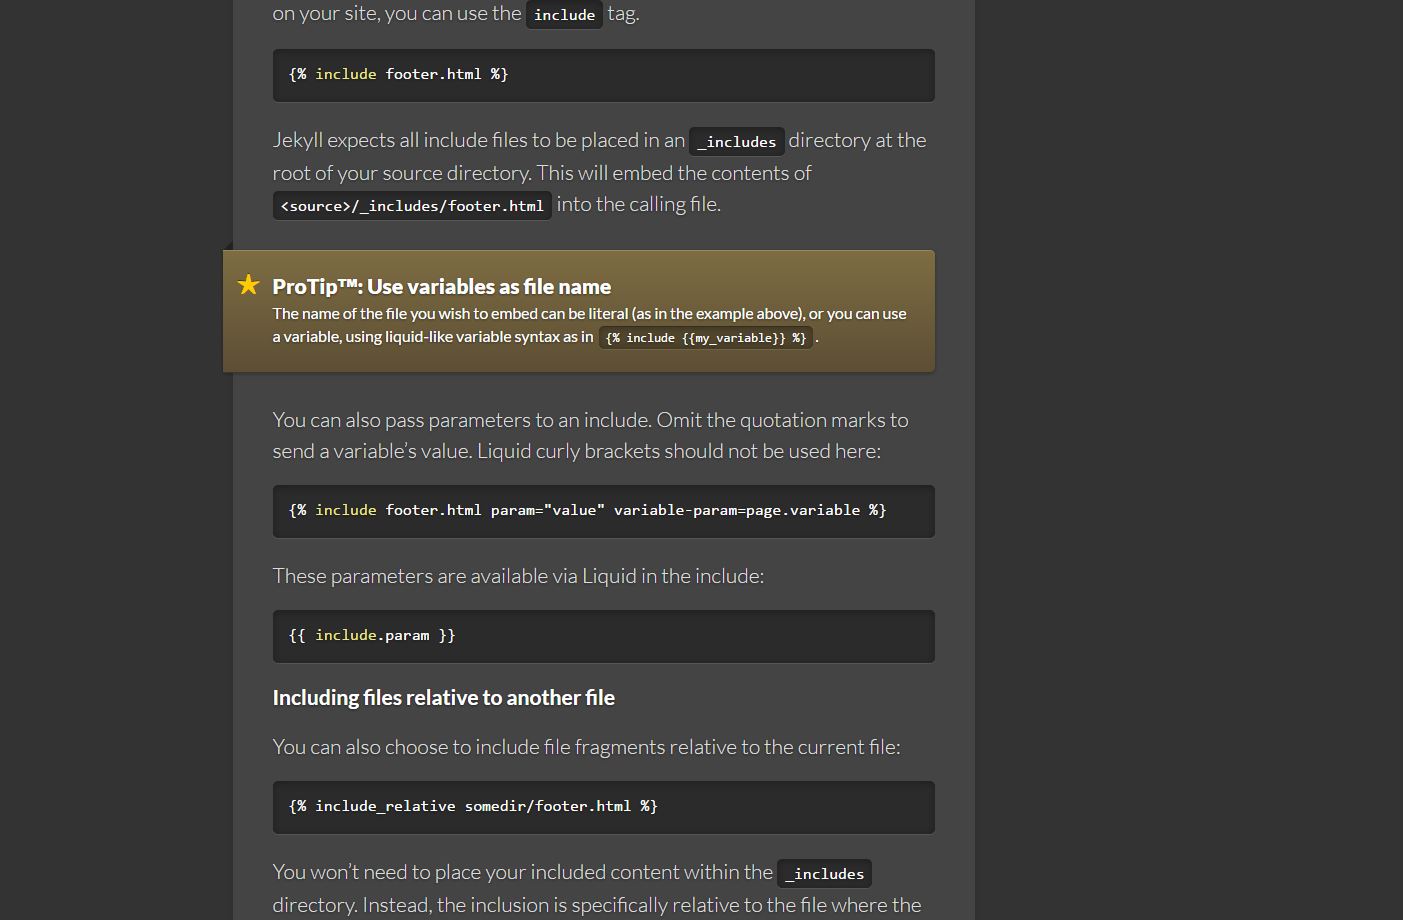 on your site, you can use the include tag.
{% include footer.html %}
Jekyll expects all include files to be placed in an _includes directory at the
root of your source directory. This will embed the contents of
<source>/_includes/footer.html into the calling file.
ProTip™: Use variables as file name
The name of the file you wish to embed can be literal (as in the example above), or you can use
a variable, using liquid-like variable syntax as in {% include {{my_variable}} %} .
You can also pass parameters to an include. Omit the quotation marks to
send a variable’s value. Liquid curly brackets should not be used here:
{% include footer.html param="value" variable-param=page.variable %}
These parameters are available via Liquid in the include:
{{ include.param }}
Including files relative to another file
You can also choose to include file fragments relative to the current file:
{% include_relative somedir/footer.html %}
You won’t need to place your included content within the _includes
directory. Instead, the inclusion is specifically relative to the file where the